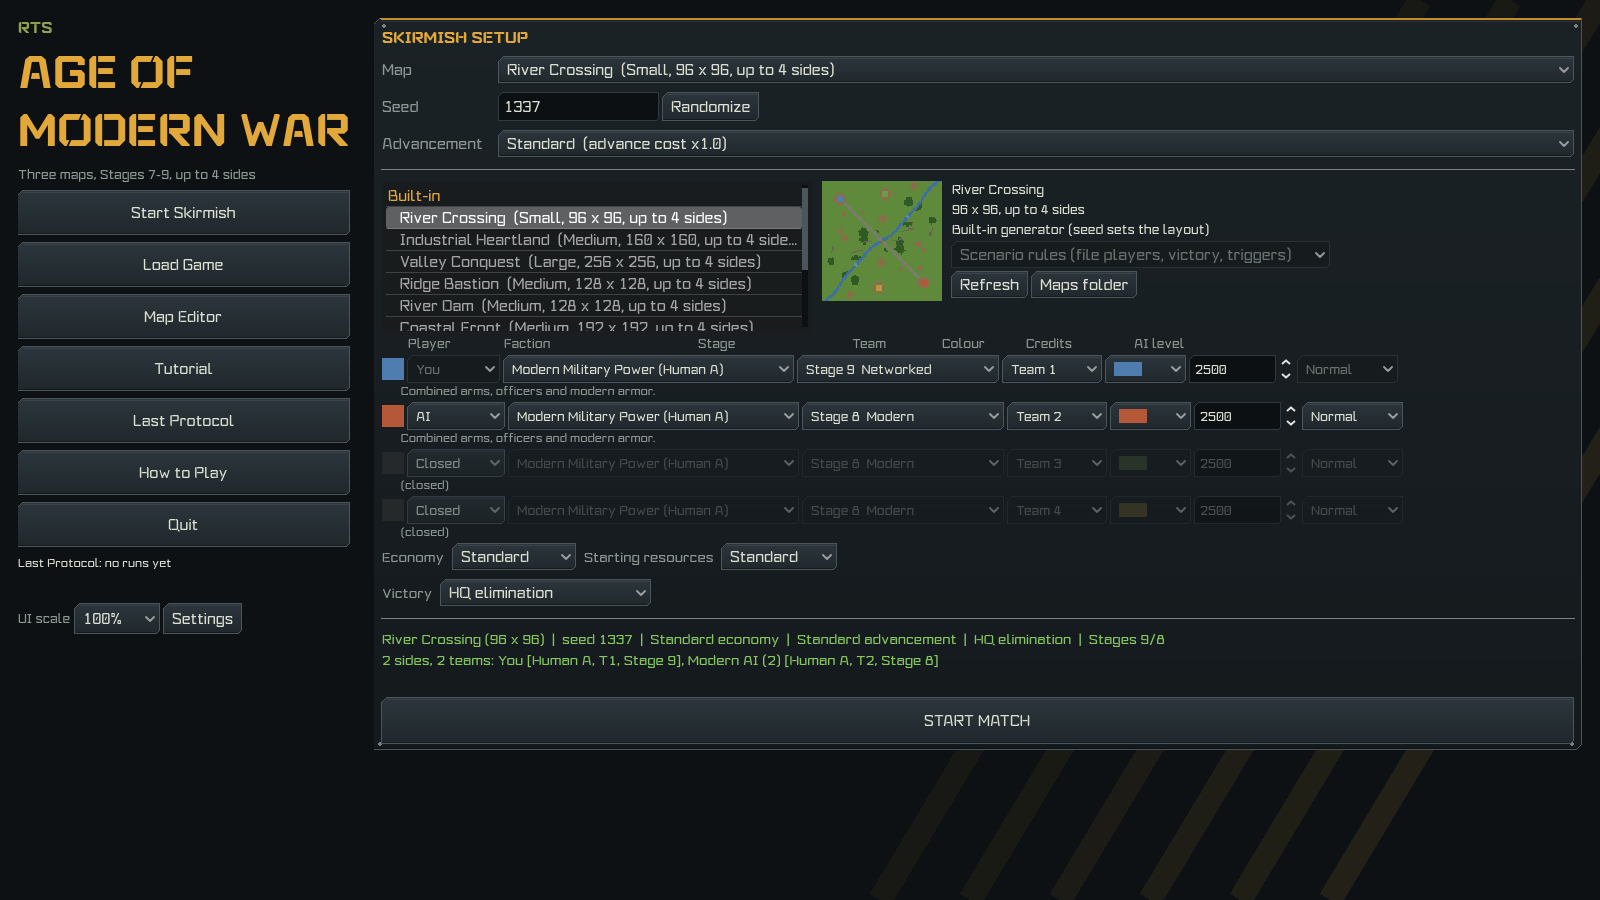 RTS
AGE OF
MODERN WAR
Three maps, Stages 7-9, up to 4 sides
Start Skirmish
Load Game
Map Editor
Tutorial
Last Protocol
How to Play
Quit
Last Protocol: no runs yet
UI scale 100% Settings
SKIRMISH SETUP
Map River Crossing (Small, 96 x 96, up to 4 sides)
Seed 1337 Randomize
Advancement Standard (advance cost x1.0)
Built-in
River Crossing (Small, 96 x 96, up to 4 sides)
Industrial Heartland (Medium, 160 x 160, up to 4 side...
Valley Conquest (Large, 256 x 256, up to 4 sides)
Ridge Bastion (Medium, 128 x 128, up to 4 sides)
River Dam (Medium, 128 x 128, up to 4 sides)
Coastal Front (Medium, 192 x 192, up to 4 sides)
River Crossing
96 x 96, up to 4 sides
Built-in generator (seed sets the layout)
Scenario rules (file players, victory, triggers)
Refresh Maps folder
Player Faction Stage Team Colour Credits AI level
You Modern Military Power (Human A) Stage 9 Networked Team 1 2500 Normal
Combined arms, officers and modern armor.
AI Modern Military Power (Human A) Stage 8 Modern Team 2 2500 Normal
Combined arms, officers and modern armor.
Closed Modern Military Power (Human A) Stage 8 Modern Team 3 2500 Normal
(closed)
Closed Modern Military Power (Human A) Stage 8 Modern Team 4 2500 Normal
(closed)
Economy Standard Starting resources Standard
Victory HQ elimination
River Crossing (96 x 96) | seed 1337 | Standard economy | Standard advancement | HQ elimination | Stages 9/8
2 sides, 2 teams: You [Human A, T1, Stage 9], Modern AI (2) [Human A, T2, Stage 8]
START MATCH